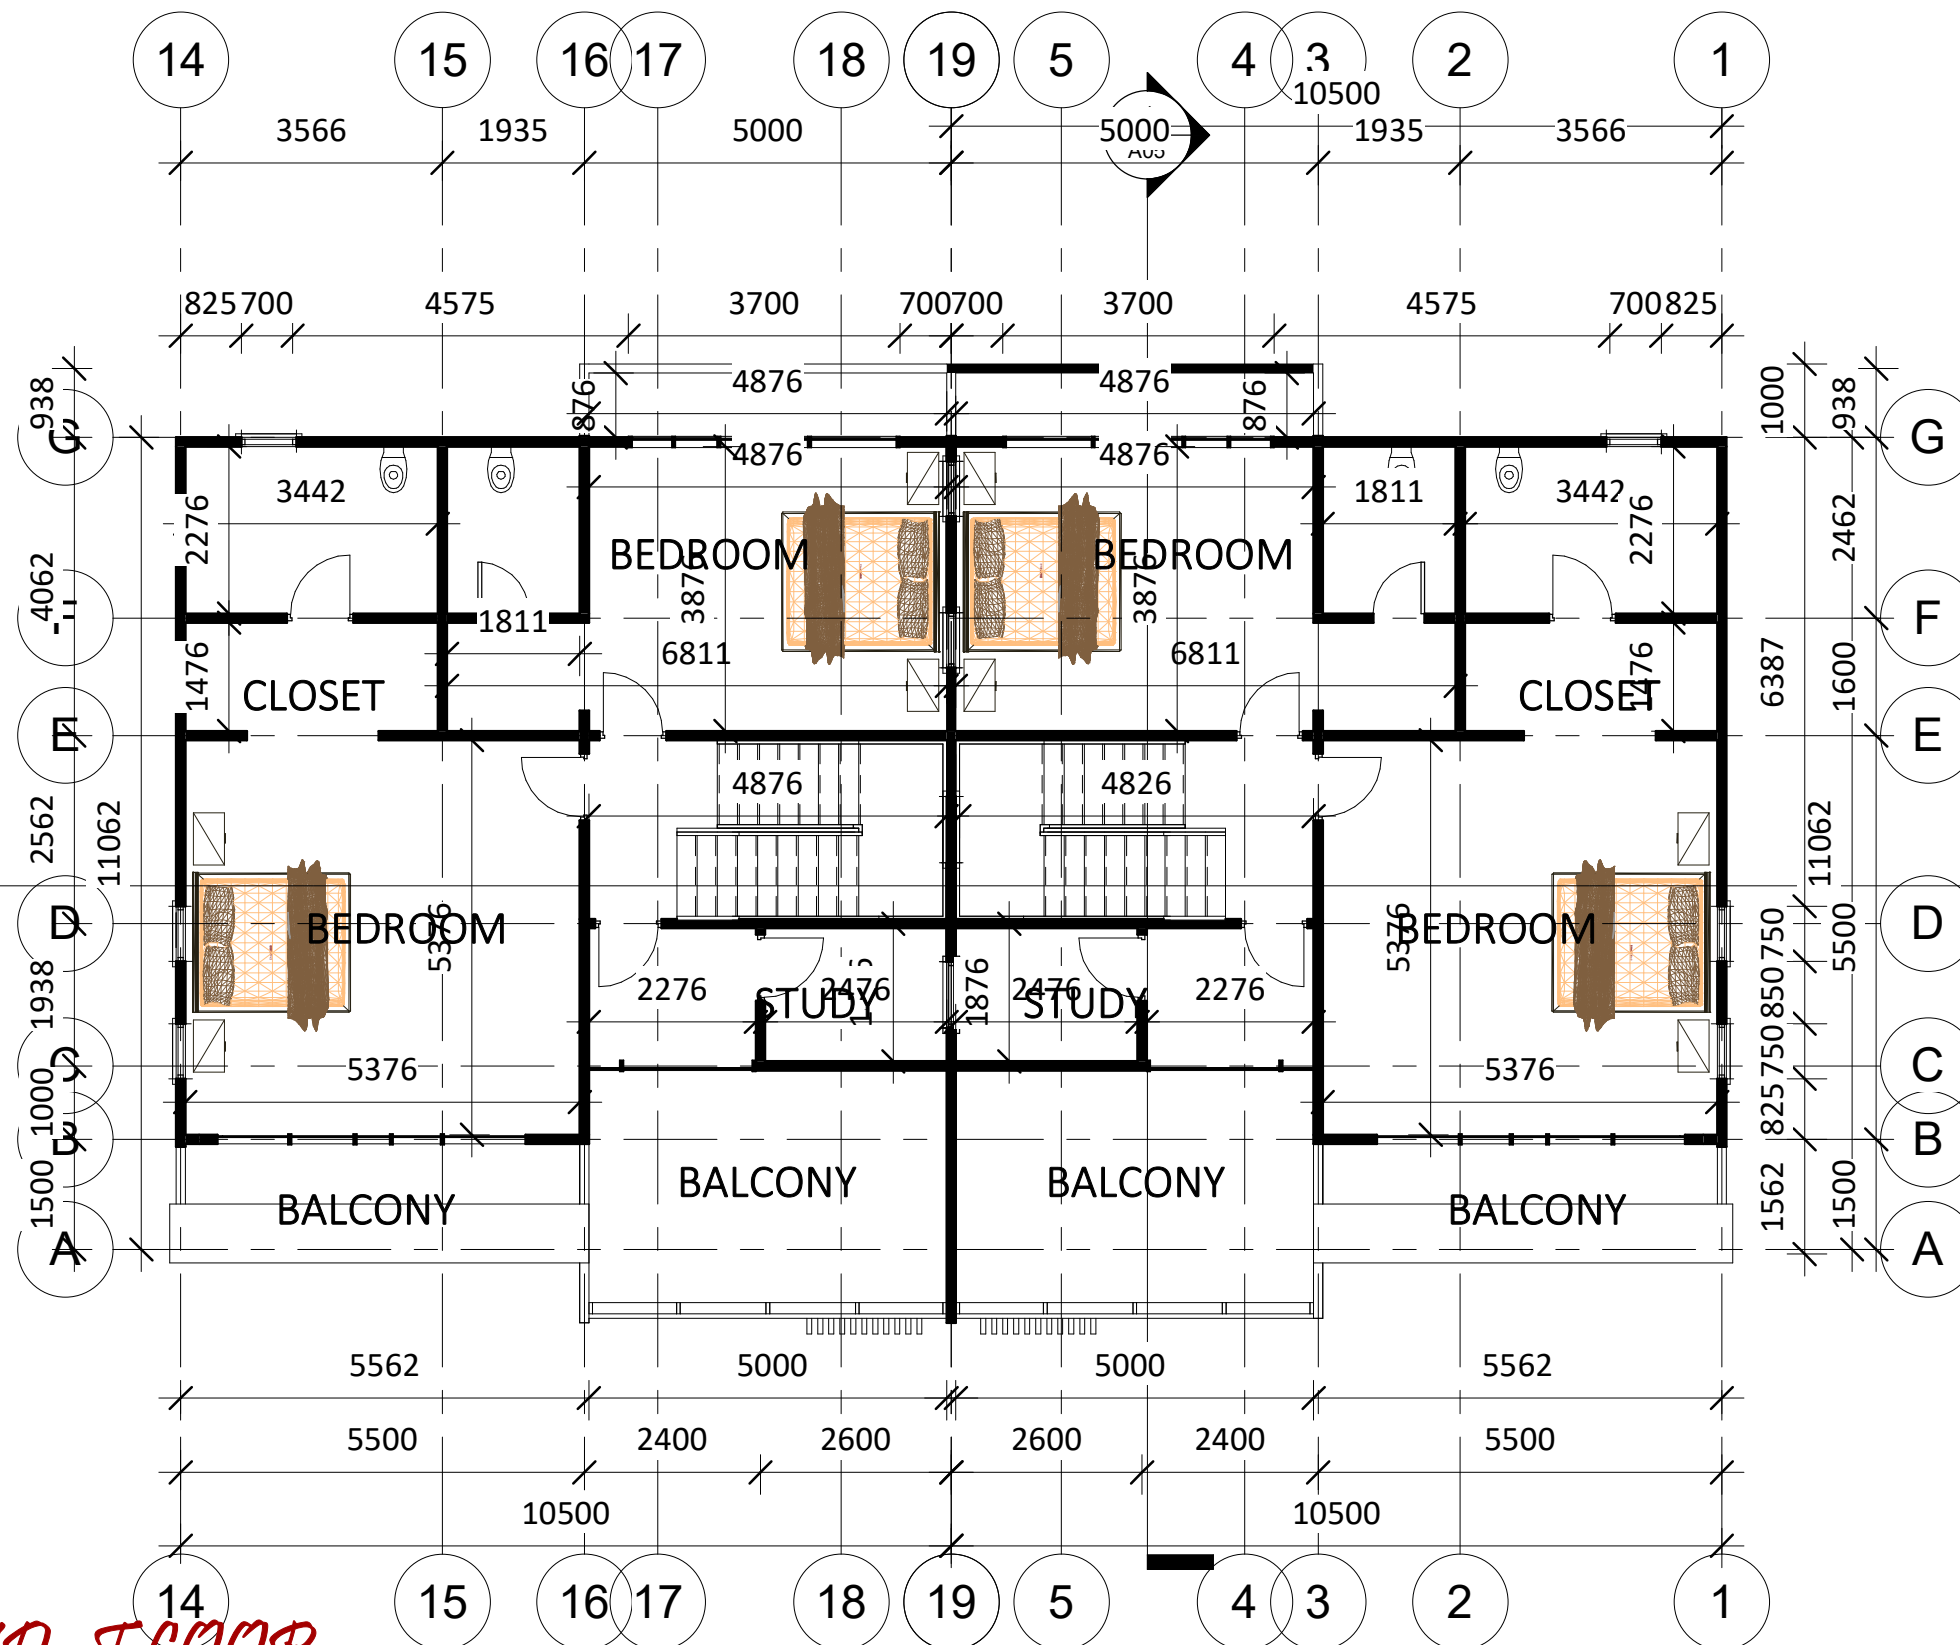 14 15 16 17 18 19 5 4 3 2 1
10500
3566 1935 5000 5000 1935 3566
A05
825 700 4575 3700 700 700 3700 4575 700 825
938 876 4876 4876 876 1000 938
G G
4876 4876
2276 3442 3442 1811 2276 2462
4062 BEDROOM 3876 3876 BEDROOM
F
1811
1476 6811 6811 1476 6387 1600
CLOSET CLOSET
E E
4876 4826
2562 11062 11062
D BEDROOM 5376 5376 BEDROOM D
750 5500
1938 2276 2476 1876 2476 2276 850
STUDY STUDY
C 5376 5376 750 C
1000 825
B B
BALCONY BALCONY
1500 BALCONY BALCONY 1562 1500
A A
5562 5000 5000 5562
5500 2400 2600 2600 2400 5500
10500 10500
14 15 16 17 18 19 5 4 3 2 1